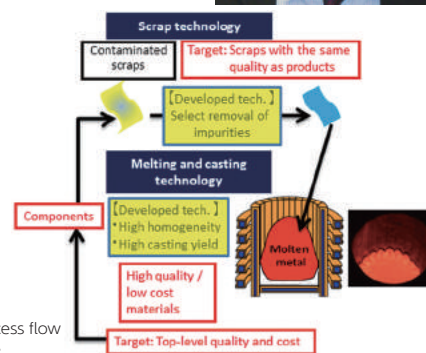 Scrap technology
Contaminated
scraps
Target: Scraps with the same
quality as products
【Developed tech.】
Select removal of
impurities
Melting and casting
technology
【Developed tech.】
•High homogeneity
•High casting yield
Components
Molten
metal
High quality /
low cost
materials
flow
Target: Top-level quality and cost